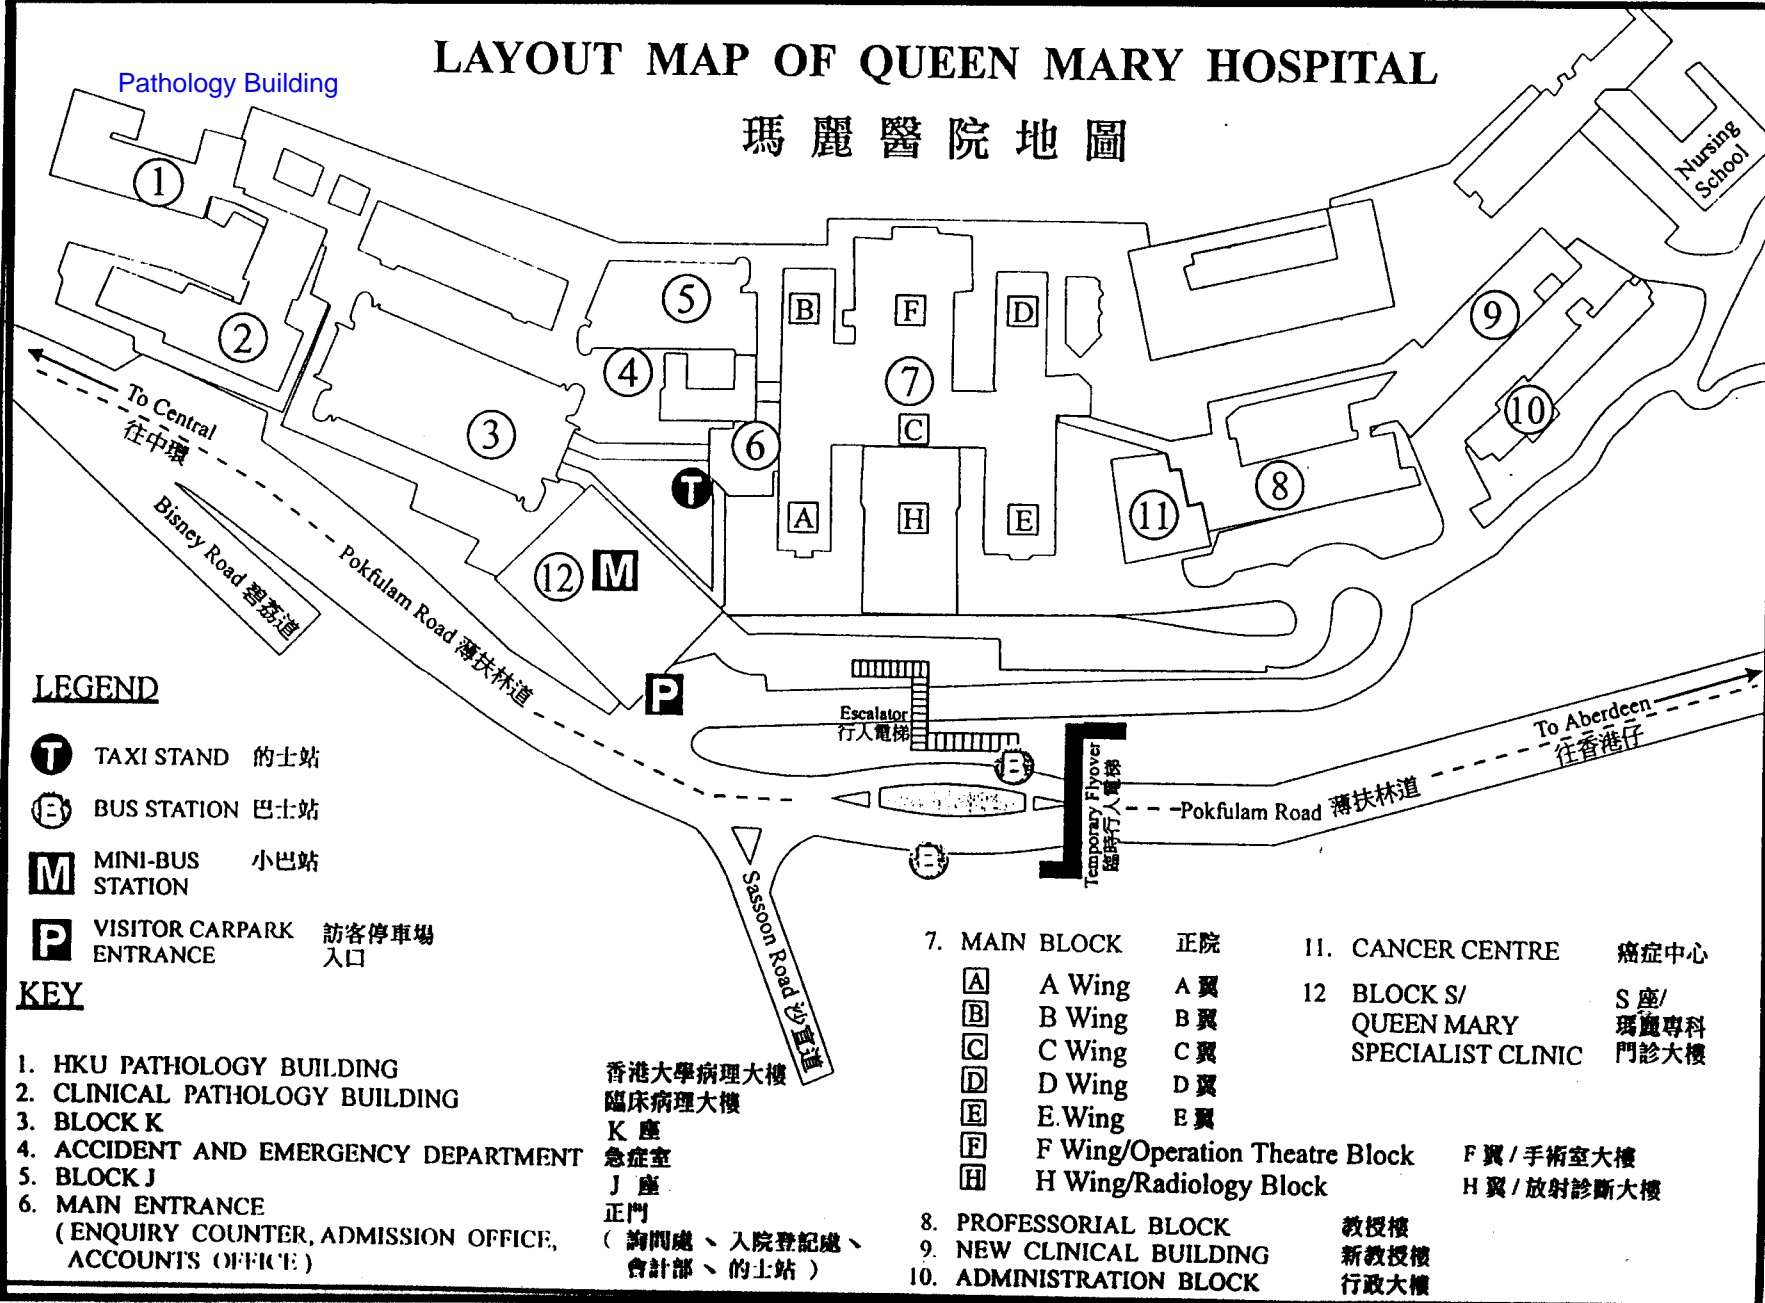 LAYOUT MAP OF QUEEN MARY HOSPITAL
瑪麗醫院地圖
Pathology Building
Nursing
School
1
2
3
4
5
6
7
8
9
10
11
12
B
F
D
C
A
H
E
T
M
P
To Central
往中環
Bisney Road 碧荔道
Pokfulam Road 薄扶林道
Escalator
行人電梯
Temporary Flyover
臨時行人電梯
To Aberdeen
往香港仔
Pokfulam Road 薄扶林道
Sassoon Road 沙宣道
LEGEND
T TAXI STAND 的士站
巴 BUS STATION 巴士站
M MINI-BUS 小巴站
STATION
P VISITOR CARPARK 訪客停車場
ENTRANCE 入口
KEY
1. HKU PATHOLOGY BUILDING 香港大學病理大樓
2. CLINICAL PATHOLOGY BUILDING 臨床病理大樓
3. BLOCK K K 座
4. ACCIDENT AND EMERGENCY DEPARTMENT 急症室
5. BLOCK J J 座
6. MAIN ENTRANCE 正門
(ENQUIRY COUNTER, ADMISSION OFFICE, ( 詢問處、入院登記處、
ACCOUNTS OFFICE) 會計部、的士站 )
7. MAIN BLOCK 正院
A A Wing A 翼
B B Wing B 翼
C C Wing C 翼
D D Wing D 翼
E E.Wing E 翼
F F Wing/Operation Theatre Block F 翼 / 手術室大樓
H H Wing/Radiology Block H 翼 / 放射診斷大樓
8. PROFESSORIAL BLOCK 教授樓
9. NEW CLINICAL BUILDING 新教授樓
10. ADMINISTRATION BLOCK 行政大樓
11. CANCER CENTRE 癌症中心
12 BLOCK S/ S 座/
QUEEN MARY 瑪麗專科
SPECIALIST CLINIC 門診大樓